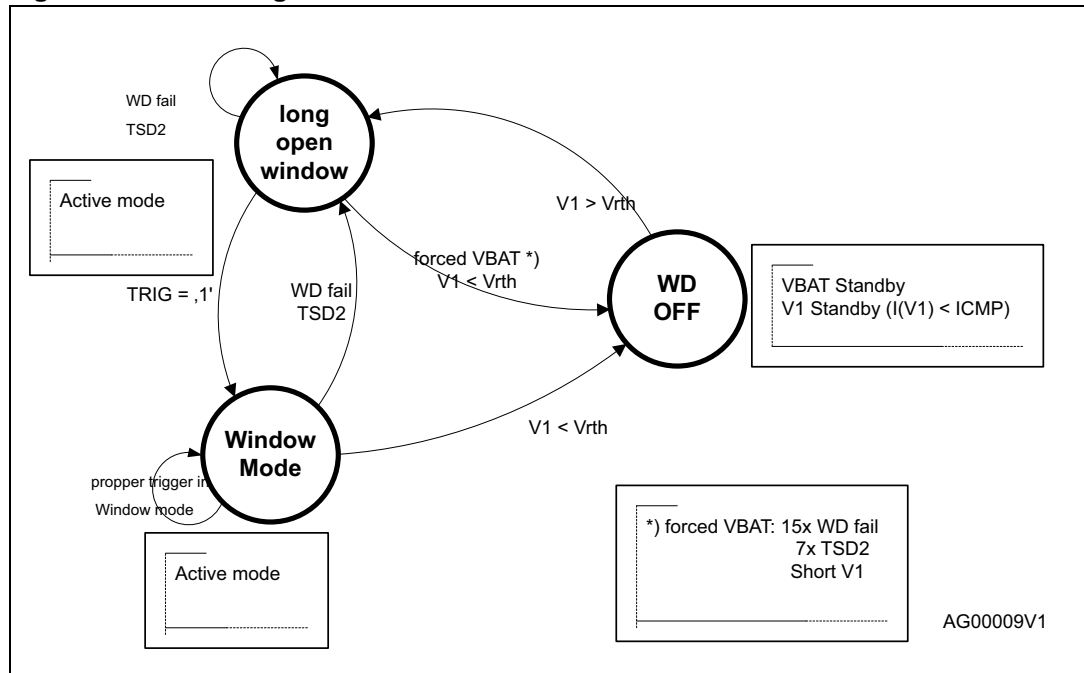 WD fail
TSD2
long
open
window
Active mode
V1 > Vrth
forced VBAT *)
V1 < Vrth
WD
OFF
VBAT Standby
V1 Standby (I(V1) < ICMP)
TRIG = ,1'
WD fail
TSD2
V1 < Vrth
Window
Mode
propper trigger in
Window mode
Active mode
*) forced VBAT: 15x WD fail
7x TSD2
Short V1
AG00009V1